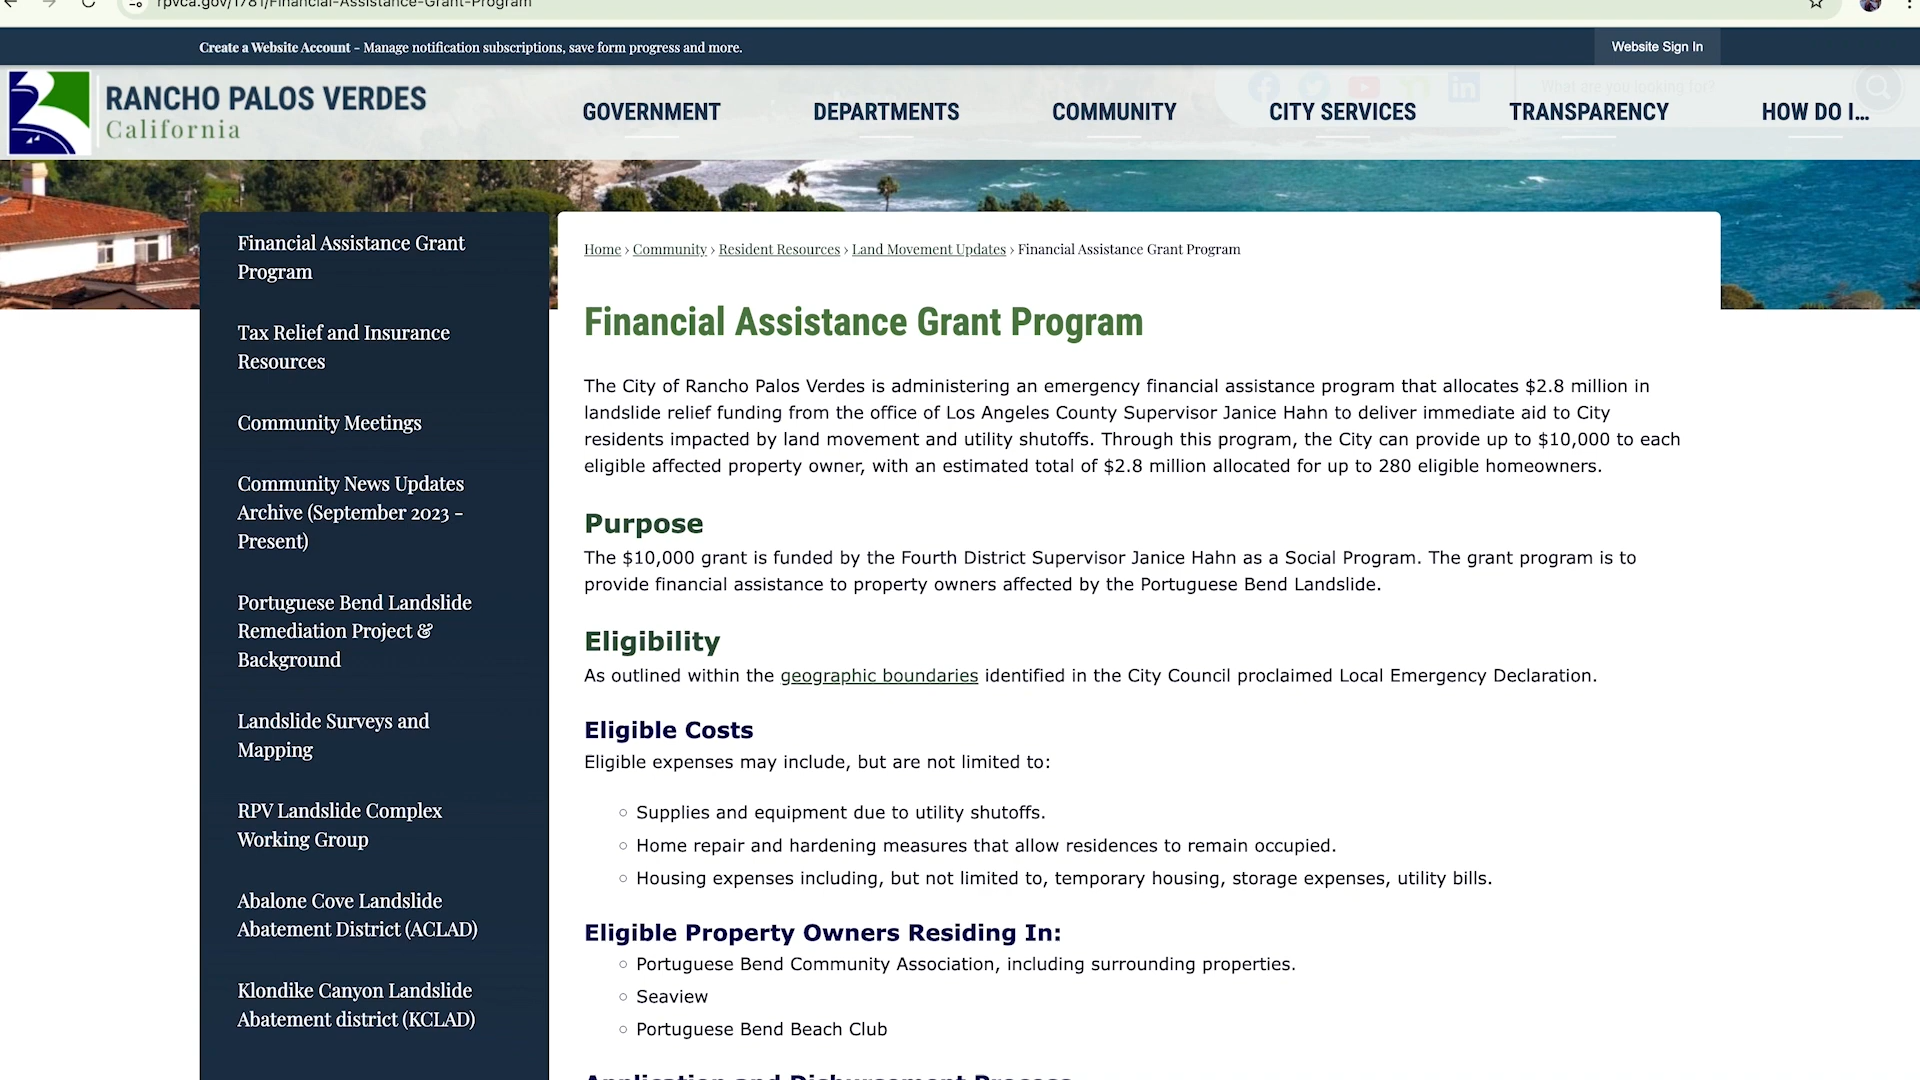 rpvca.gov/1781/Financial-Assistance-Grant-Program
Create a Website Account - Manage notification subscriptions, save form progress and more.
Website Sign In
RANCHO PALOS VERDES
California
What are you looking for?
GOVERNMENT
DEPARTMENTS
COMMUNITY
CITY SERVICES
TRANSPARENCY
HOW DO I...
Financial Assistance Grant
Program
Tax Relief and Insurance
Resources
Community Meetings
Community News Updates
Archive (September 2023 -
Present)
Portuguese Bend Landslide
Remediation Project &
Background
Landslide Surveys and
Mapping
RPV Landslide Complex
Working Group
Abalone Cove Landslide
Abatement District (ACLAD)
Klondike Canyon Landslide
Abatement district (KCLAD)
Home › Community › Resident Resources › Land Movement Updates › Financial Assistance Grant Program
Financial Assistance Grant Program
The City of Rancho Palos Verdes is administering an emergency financial assistance program that allocates $2.8 million in
landslide relief funding from the office of Los Angeles County Supervisor Janice Hahn to deliver immediate aid to City
residents impacted by land movement and utility shutoffs. Through this program, the City can provide up to $10,000 to each
eligible affected property owner, with an estimated total of $2.8 million allocated for up to 280 eligible homeowners.
Purpose
The $10,000 grant is funded by the Fourth District Supervisor Janice Hahn as a Social Program. The grant program is to
provide financial assistance to property owners affected by the Portuguese Bend Landslide.
Eligibility
As outlined within the geographic boundaries identified in the City Council proclaimed Local Emergency Declaration.
Eligible Costs
Eligible expenses may include, but are not limited to:
Supplies and equipment due to utility shutoffs.
Home repair and hardening measures that allow residences to remain occupied.
Housing expenses including, but not limited to, temporary housing, storage expenses, utility bills.
Eligible Property Owners Residing In:
Portuguese Bend Community Association, including surrounding properties.
Seaview
Portuguese Bend Beach Club
Application and Disbursement Process